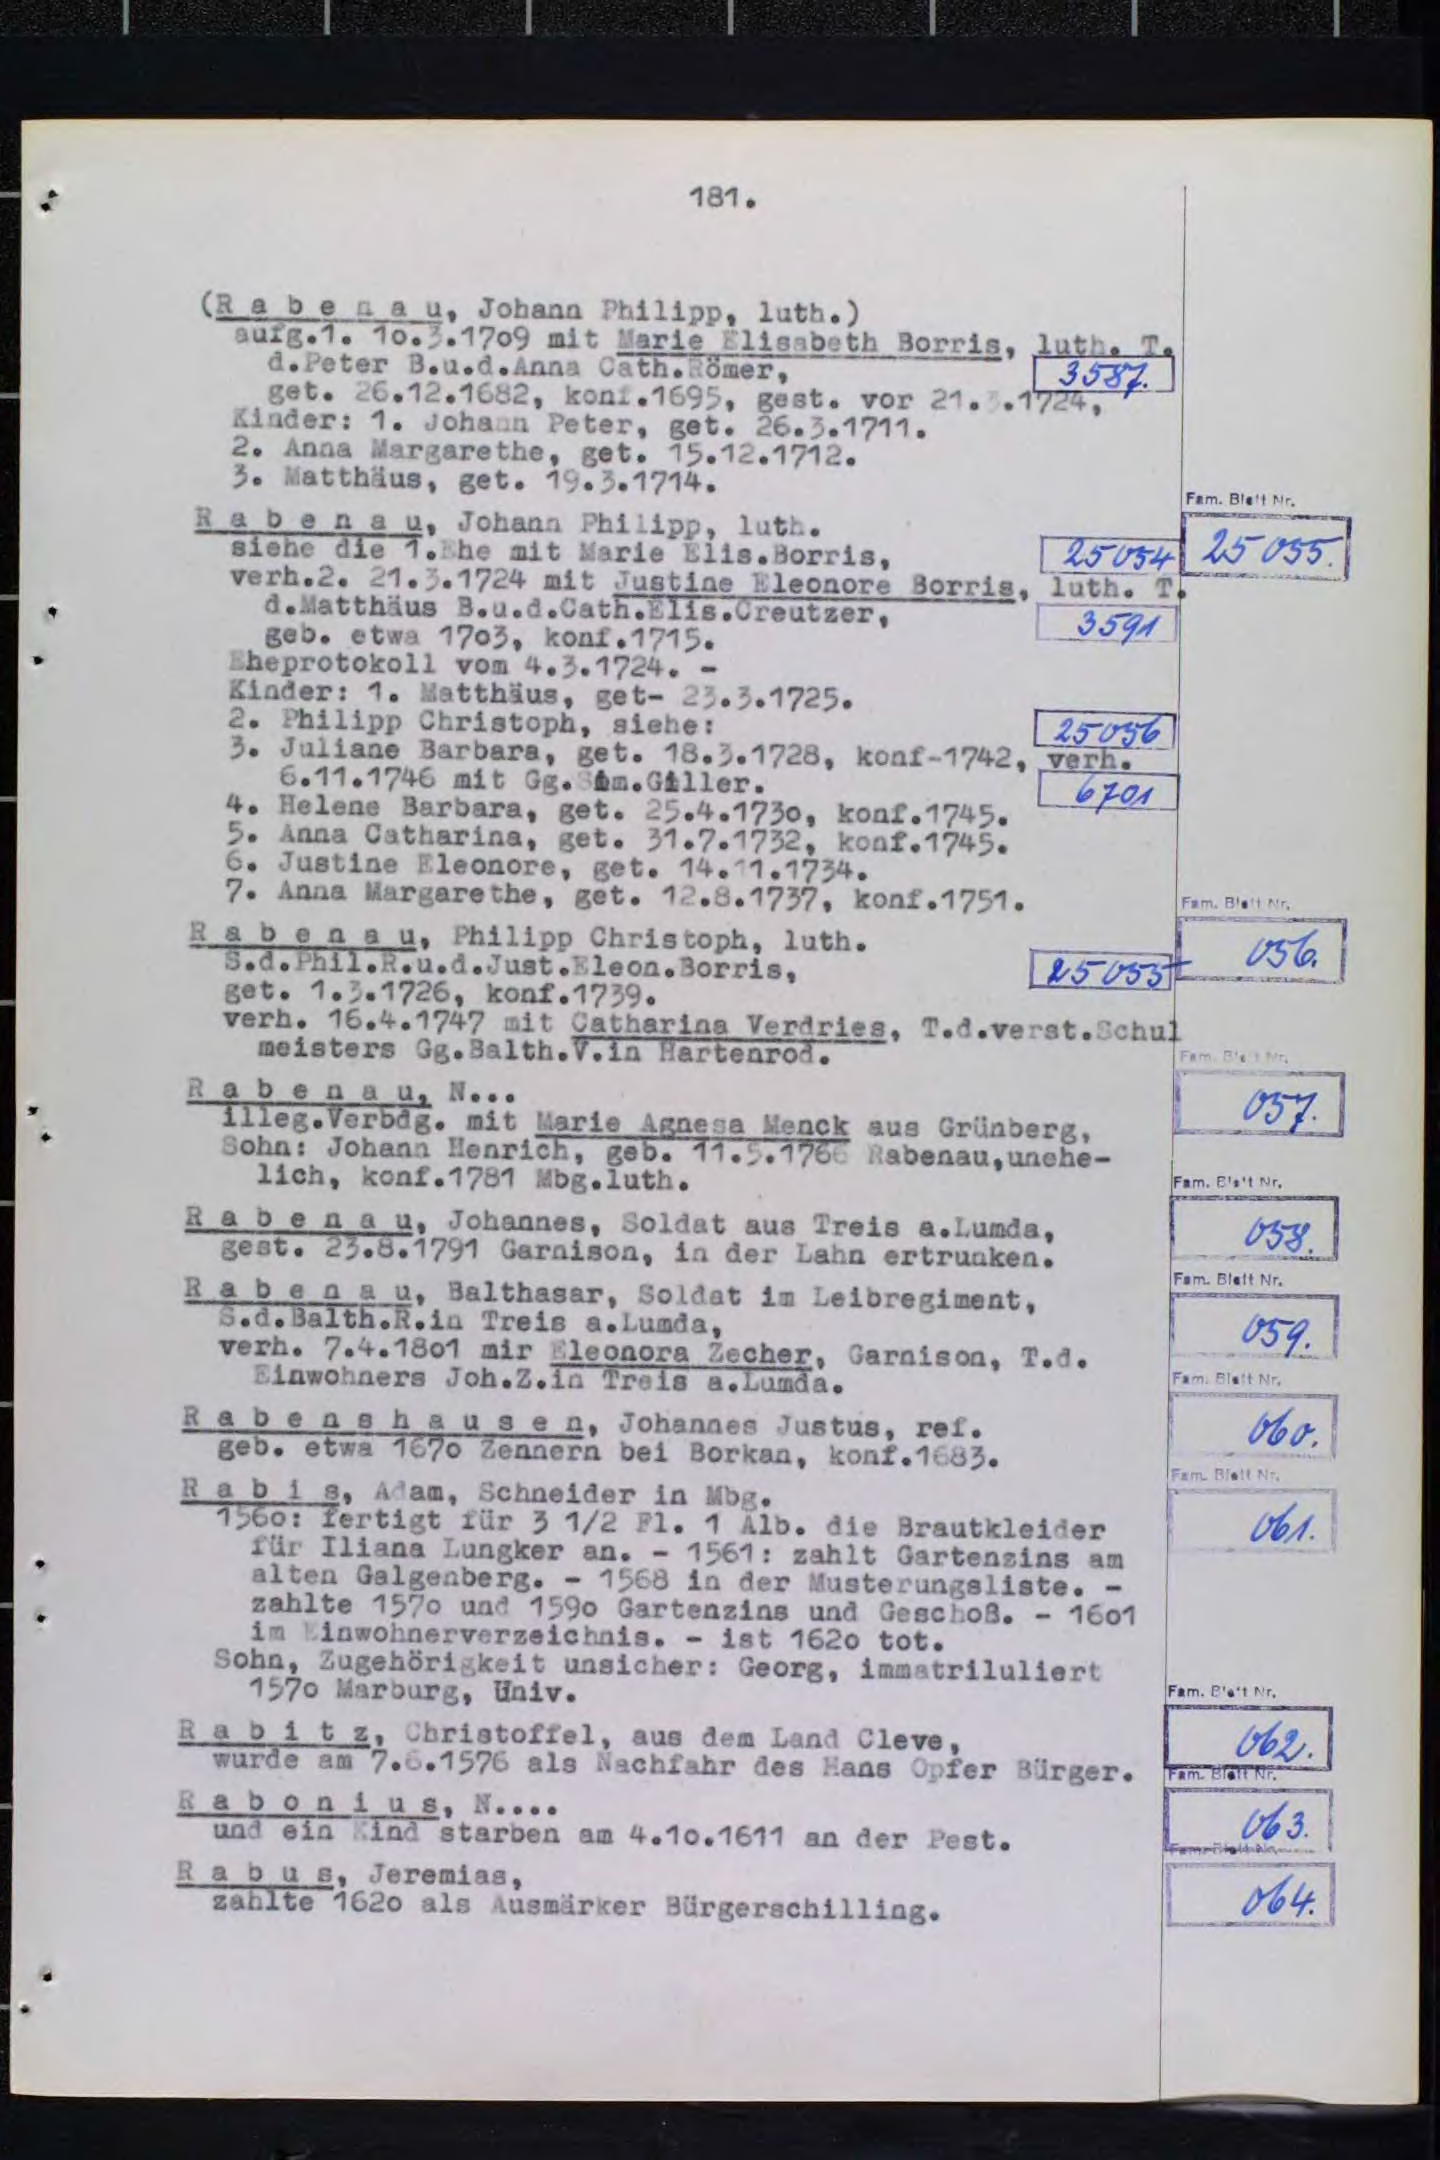 181.
(R a b e n a u, Johann Philipp, luth.)
aufg.1. 10.3.1709 mit Marie Elisabeth Borris, luth. T.
d.Peter B.u.d.Anna Cath.Römer, 3587.
get. 26.12.1682, konf.1695, gest. vor 21.3.1724,
Kinder: 1. Johann Peter, get. 26.3.1711.
2. Anna Margarethe, get. 15.12.1712.
3. Matthäus, get. 19.3.1714.
Fam. Blatt Nr.
R a b e n a u, Johann Philipp, luth.
siehe die 1.Ehe mit Marie Elis.Borris, 25054 25055.
verh.2. 21.3.1724 mit Justine Eleonore Borris, luth. T.
d.Matthäus B.u.d.Cath.Elis.Creutzer, 3591
geb. etwa 1703, konf.1715.
Eheprotokoll vom 4.3.1724. -
Kinder: 1. Matthäus, get- 23.3.1725.
2. Philipp Christoph, siehe: 25056
3. Juliane Barbara, get. 18.3.1728, konf-1742, verh.
6.11.1746 mit Gg.Sim.Giller. 6701
4. Helene Barbara, get. 25.4.1730, konf.1745.
5. Anna Catharina, get. 31.7.1732, konf.1745.
6. Justine Eleonore, get. 14.11.1734.
7. Anna Margarethe, get. 12.8.1737, konf.1751.
Fam. Blatt Nr.
R a b e n a u, Philipp Christoph, luth. 056.
S.d.Phil.R.u.d.Just.Eleon.Borris, 25055
get. 1.3.1726, konf.1739.
verh. 16.4.1747 mit Catharina Verdries, T.d.verst.Schul
meisters Gg.Balth.V.in Hartenrod.
Fam. Blatt Nr.
R a b e n a u, N... 057.
illeg.Verbdg. mit Marie Agnesa Menck aus Grünberg,
Sohn: Johann Henrich, geb. 11.5.1766 Rabenau,unehe-
lich, konf.1781 Mbg.luth.
Fam. Blatt Nr.
R a b e n a u, Johannes, Soldat aus Treis a.Lumda, 058.
gest. 23.8.1791 Garnison, in der Lahn ertrunken.
Fam. Blatt Nr.
R a b e n a u, Balthasar, Soldat im Leibregiment,
S.d.Balth.R.in Treis a.Lumda, 059.
verh. 7.4.1801 mir Eleonora Zecher, Garnison, T.d.
Einwohners Joh.Z.in Treis a.Lumda.
Fam. Blatt Nr.
R a b e n s h a u s e n, Johannes Justus, ref. 060.
geb. etwa 1670 Zennern bei Borkan, konf.1683.
Fam. Blatt Nr.
R a b i s, Adam, Schneider in Mbg.
1560: fertigt für 3 1/2 Fl. 1 Alb. die Brautkleider 061.
für Iliana Lungker an. - 1561: zahlt Gartenzins am
alten Galgenberg. - 1568 in der Musterungsliste. -
zahlte 1570 und 1590 Gartenzins und Geschoß. - 1601
im Einwohnerverzeichnis. - ist 1620 tot.
Sohn, Zugehörigkeit unsicher: Georg, immatriluliert
1570 Marburg, Univ.
Fam. Blatt Nr.
R a b i t z, Christoffel, aus dem Land Cleve, 062.
wurde am 7.6.1576 als Nachfahr des Hans Opfer Bürger.
Fam. Blatt Nr.
R a b o n i u s, N.... 063.
und ein Kind starben am 4.10.1611 an der Pest.
Fam. Blatt Nr.
R a b u s, Jeremias,
zahlte 1620 als Ausmärker Bürgerschilling. 064.